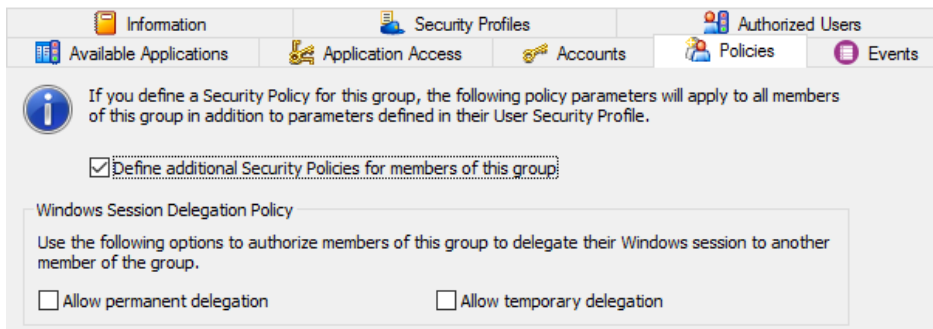 Information Security Profiles Authorized Users
Available Applications Application Access Accounts Policies Events
If you define a Security Policy for this group, the following policy parameters will apply to all members
of this group in addition to parameters defined in their User Security Profile.
Define additional Security Policies for members of this group
Windows Session Delegation Policy
Use the following options to authorize members of this group to delegate their Windows session to another
member of the group.
Allow permanent delegation Allow temporary delegation